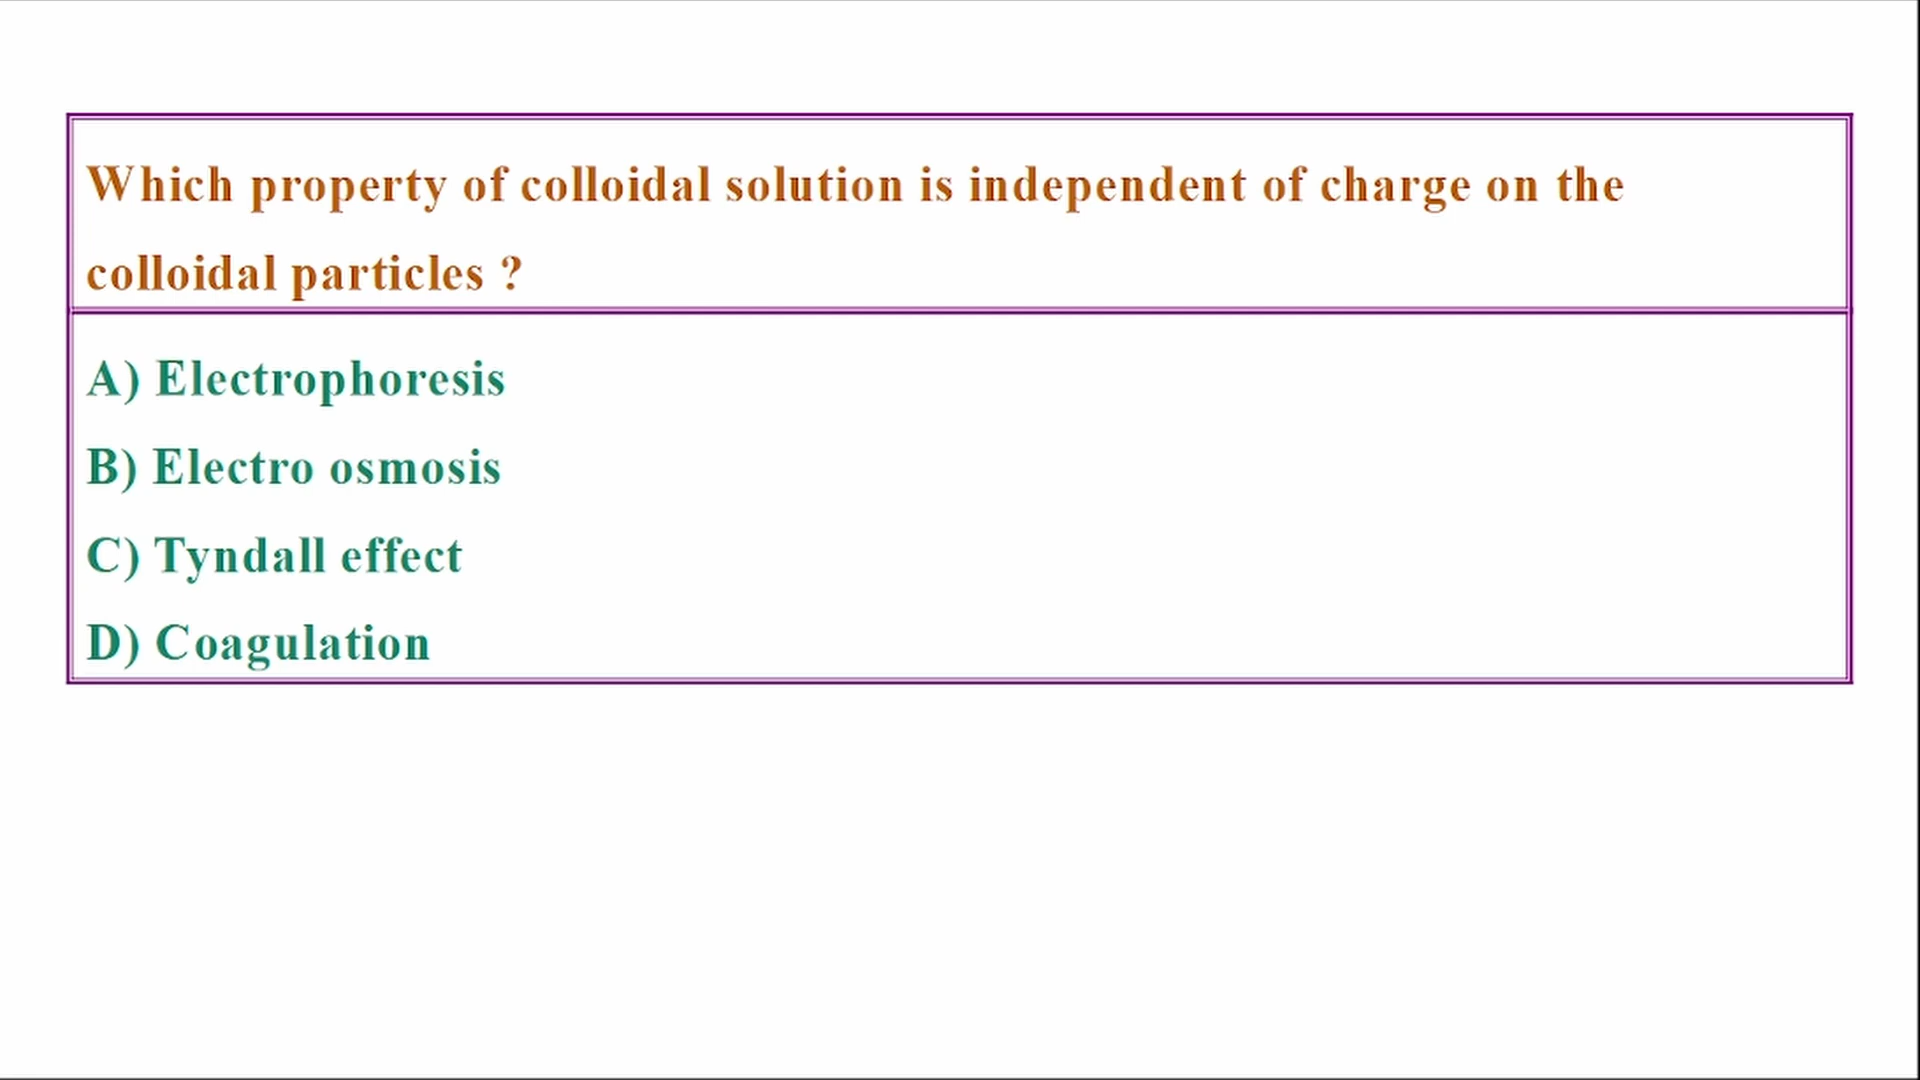 Which property of colloidal solution is independent of charge on the
colloidal particles ?
A) Electrophoresis
B) Electro osmosis
C) Tyndall effect
D) Coagulation